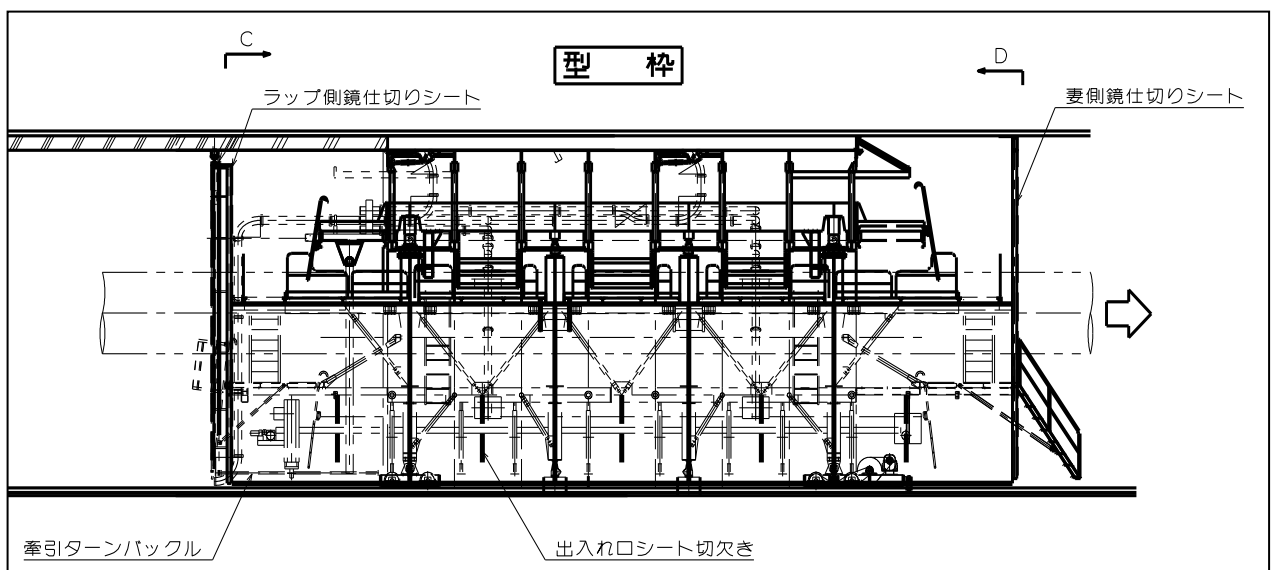 C
型 枠
D
ラップ側鏡仕切りシート
妻側鏡仕切りシート
牽引ターンバックル
出入れ口シート切欠き